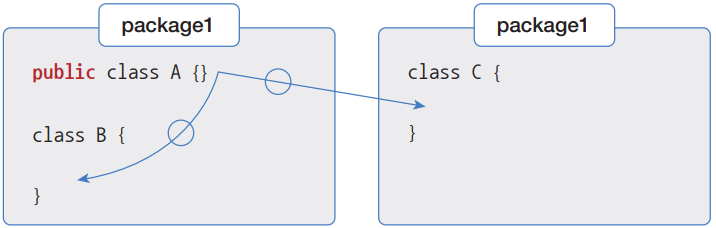 package1
public class A {}
class B {
}
package1
class C {
}